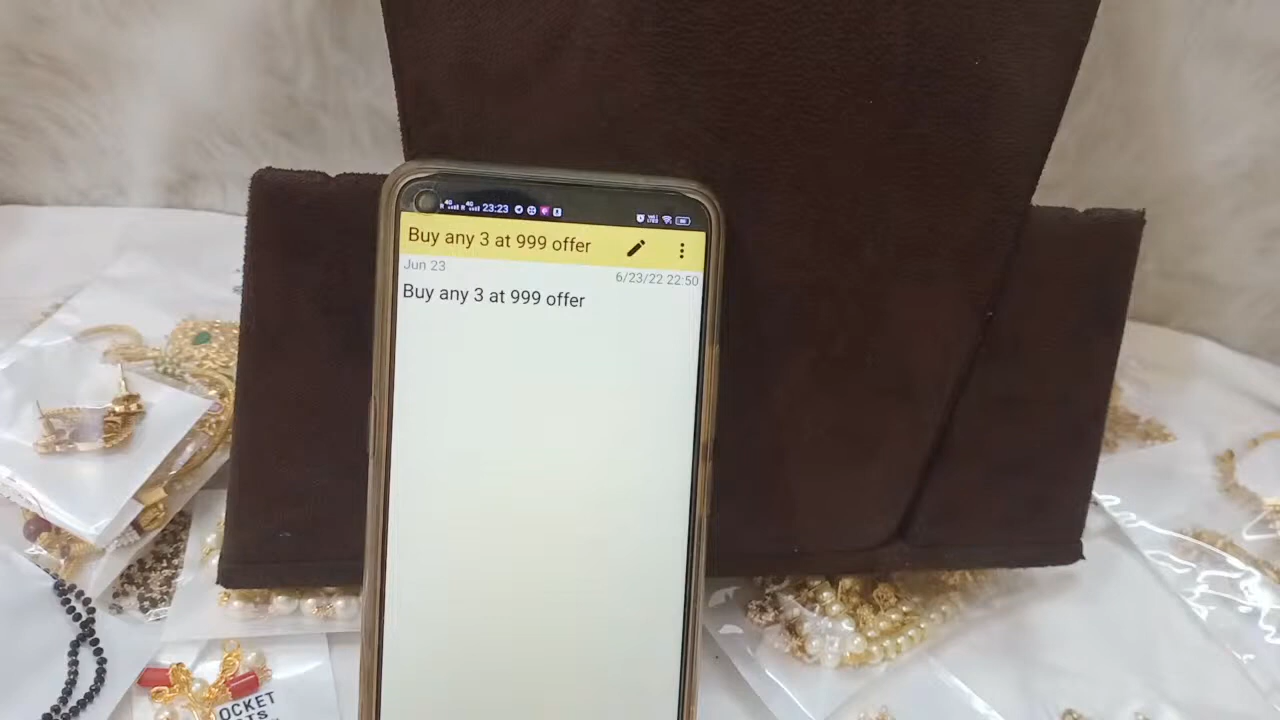 23:23
Buy any 3 at 999 offer
Jun 23
6/23/22 22:50
Buy any 3 at 999 offer
OCKET
TS